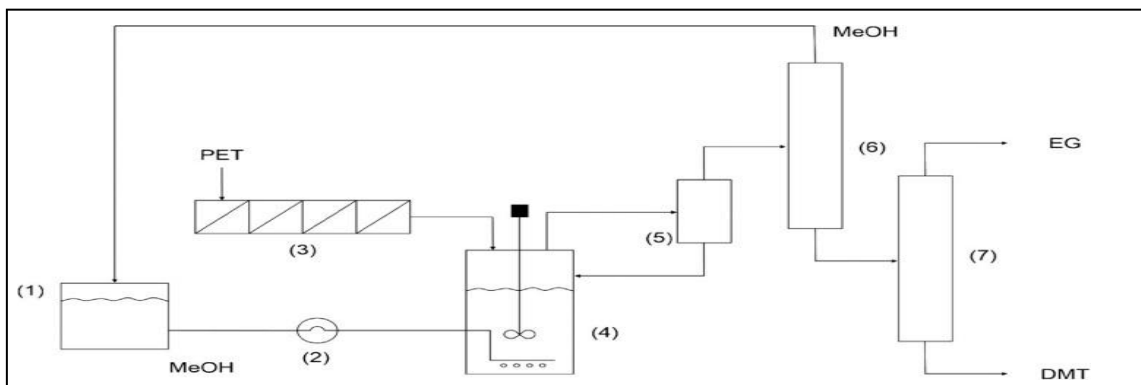 MeOH
(6)
EG
PET
(3)
(5)
(7)
(1)
(4)
(2)
MeOH
DMT